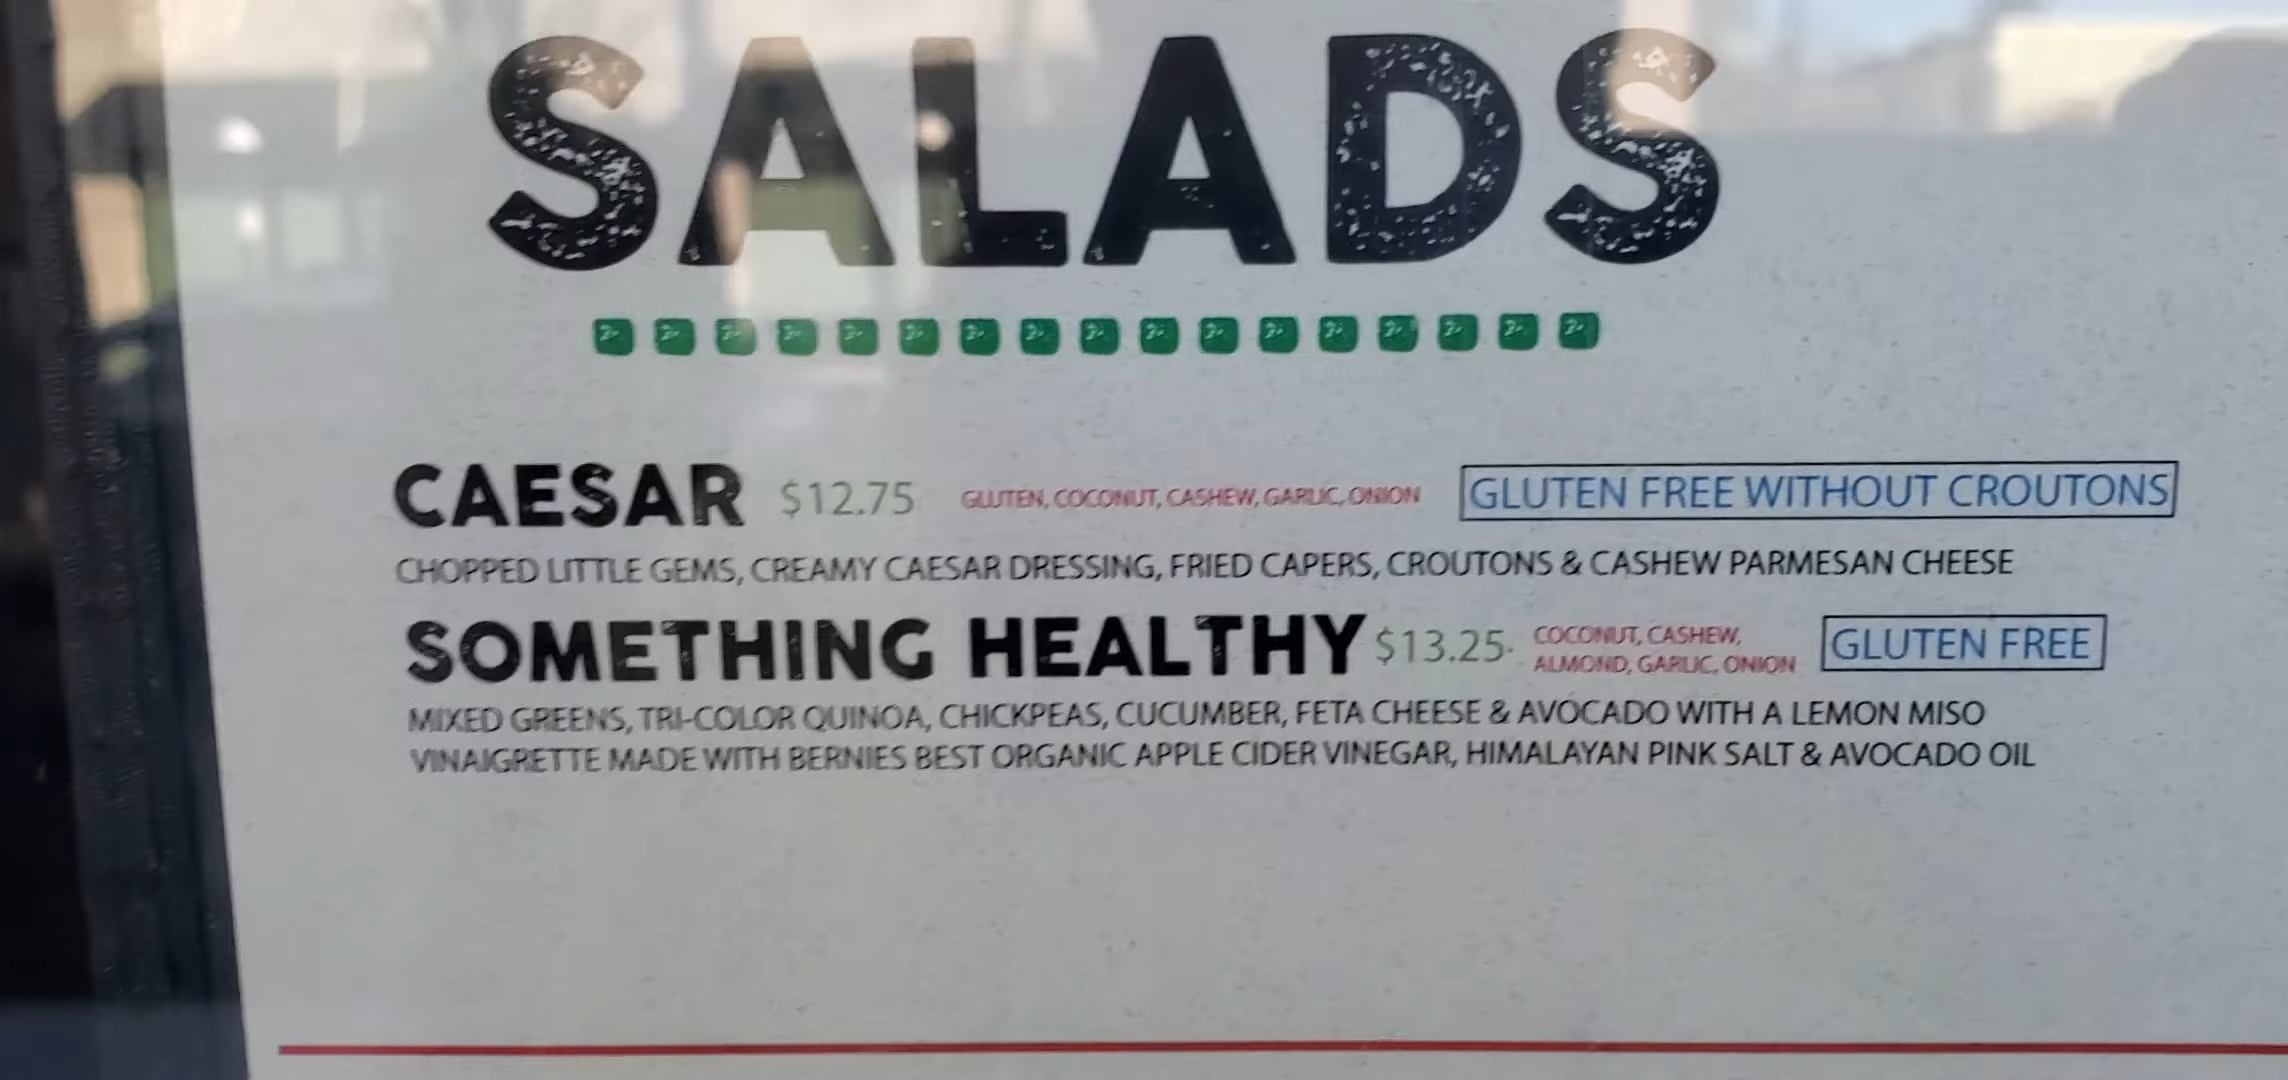 SALADS
CAESAR $12.75 GLUTEN, COCONUT, CASHEW, GARLIC, ONION GLUTEN FREE WITHOUT CROUTONS
CHOPPED LITTLE GEMS, CREAMY CAESAR DRESSING, FRIED CAPERS, CROUTONS & CASHEW PARMESAN CHEESE
SOMETHING HEALTHY $13.25 COCONUT, CASHEW,
ALMOND, GARLIC, ONION GLUTEN FREE
MIXED GREENS, TRI-COLOR QUINOA, CHICKPEAS, CUCUMBER, FETA CHEESE & AVOCADO WITH A LEMON MISO
VINAIGRETTE MADE WITH BERNIES BEST ORGANIC APPLE CIDER VINEGAR, HIMALAYAN PINK SALT & AVOCADO OIL